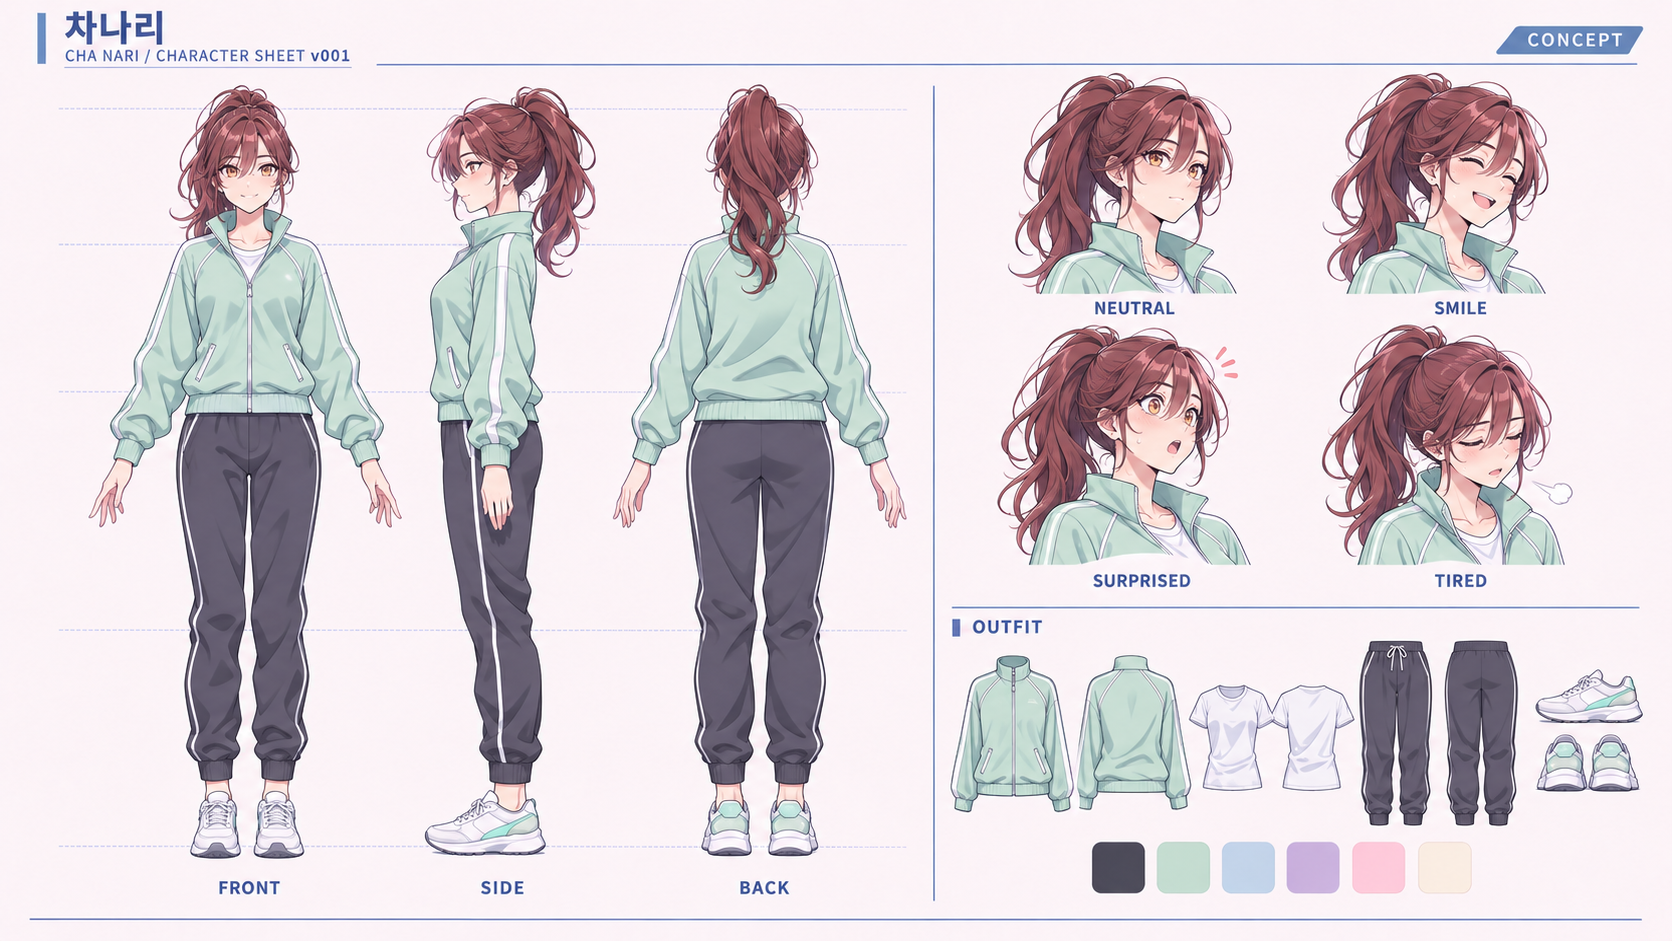 차나리
CHA NARI / CHARACTER SHEET v001
CONCEPT
NEUTRAL
SMILE
SURPRISED
TIRED
OUTFIT
FRONT
SIDE
BACK